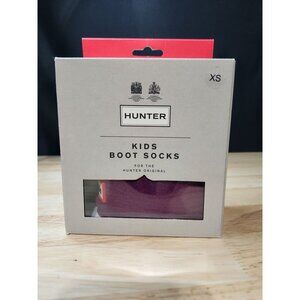 XS
HUNTER
KIDS
BOOT SOCKS
FOR THE
HUNTER ORIGINAL